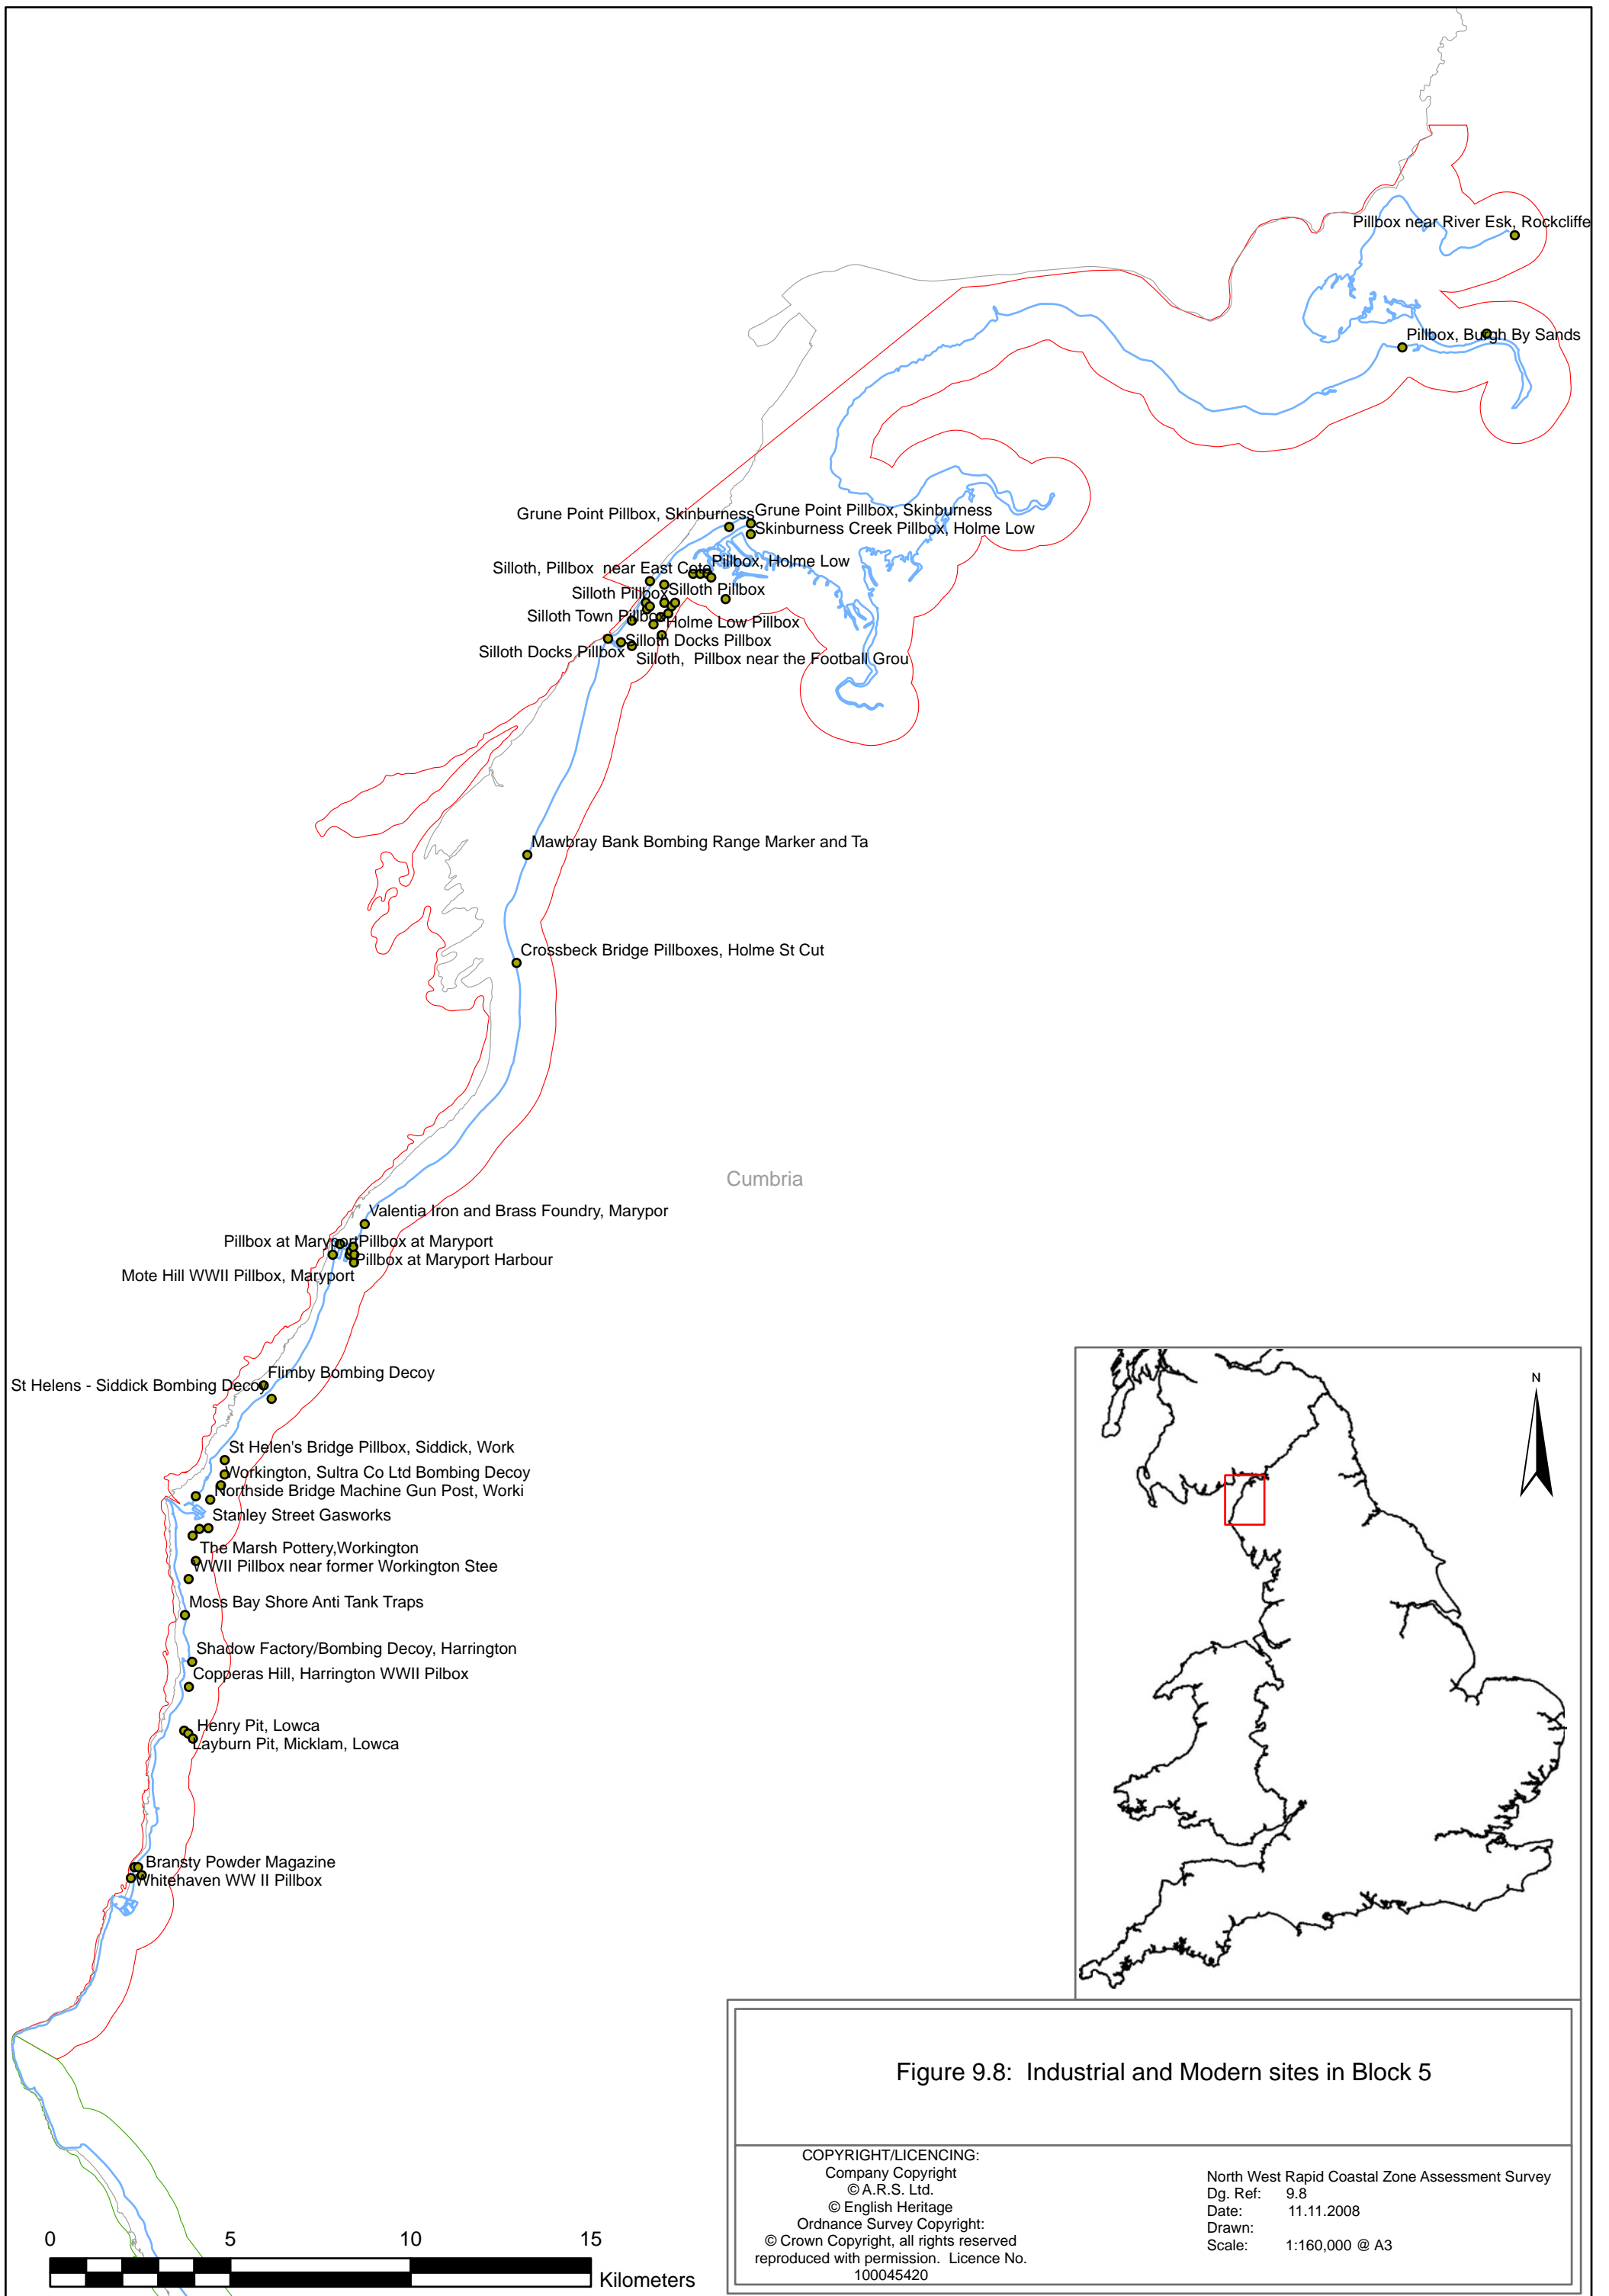 Pillbox near River Esk, Rockcliffe
Pillbox, Burgh By Sands
Grune Point Pillbox, Skinburness
Grune Point Pillbox, Skinburness
Skinburness Creek Pillbox, Holme Low
Silloth, Pillbox near East Cote
Pillbox, Holme Low
Silloth Pillbox
Silloth Pillbox
Silloth Town Pillbox
Holme Low Pillbox
Silloth Docks Pillbox
Silloth Docks Pillbox
Silloth, Pillbox near the Football Grou
Mawbray Bank Bombing Range Marker and Ta
Crossbeck Bridge Pillboxes, Holme St Cut
Cumbria
Valentia Iron and Brass Foundry, Marypor
Pillbox at Maryport
Pillbox at Maryport
Pillbox at Maryport Harbour
Mote Hill WWII Pillbox, Maryport
Flimby Bombing Decoy
St Helens - Siddick Bombing Decoy
St Helen's Bridge Pillbox, Siddick, Work
Workington, Sultra Co Ltd Bombing Decoy
Northside Bridge Machine Gun Post, Worki
Stanley Street Gasworks
The Marsh Pottery,Workington
WWII Pillbox near former Workington Stee
Moss Bay Shore Anti Tank Traps
Shadow Factory/Bombing Decoy, Harrington
Copperas Hill, Harrington WWII Pilbox
Henry Pit, Lowca
Layburn Pit, Micklam, Lowca
Bransty Powder Magazine
Whitehaven WW II Pillbox
N
Figure 9.8: Industrial and Modern sites in Block 5
COPYRIGHT/LICENCING:
Company Copyright
© A.R.S. Ltd.
© English Heritage
Ordnance Survey Copyright:
© Crown Copyright, all rights reserved
reproduced with permission. Licence No.
100045420
North West Rapid Coastal Zone Assessment Survey
Dg. Ref: 9.8
Date: 11.11.2008
Drawn:
Scale: 1:160,000 @ A3
0 5 10 15
Kilometers